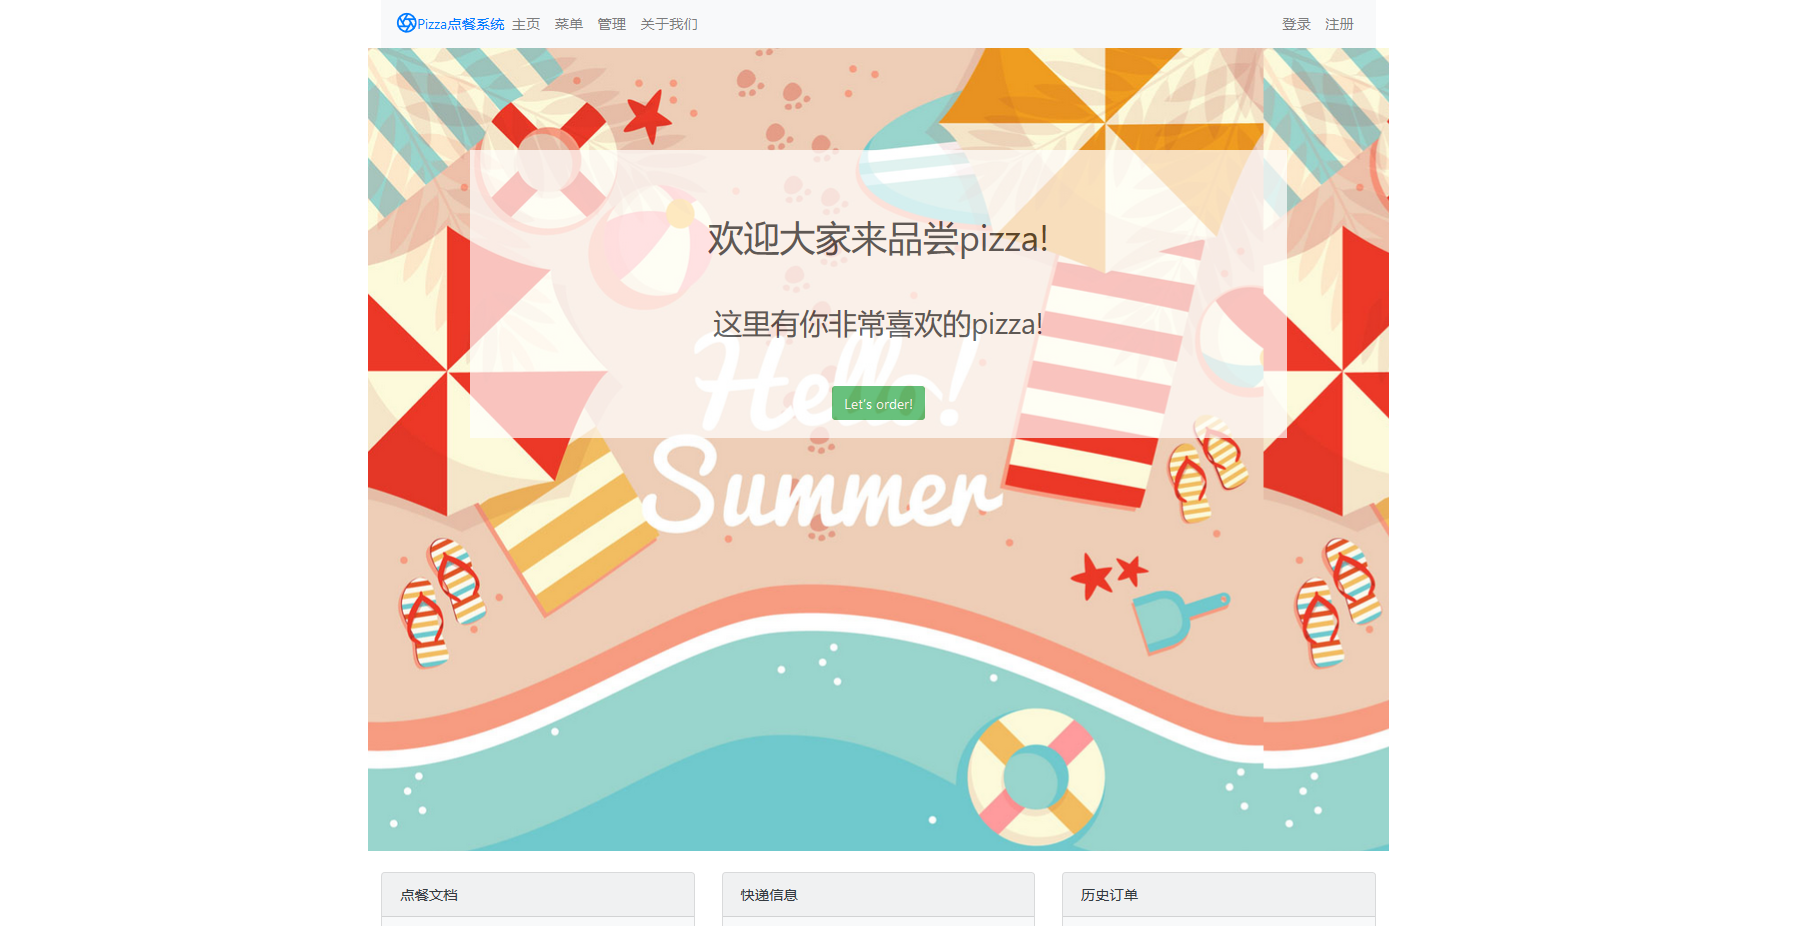 Pizza点餐系统 主页 菜单 管理 关于我们 登录 注册
欢迎大家来品尝pizza!
这里有你非常喜欢的pizza!
Hello!
Let's order!
Summer
点餐文档 快递信息 历史订单